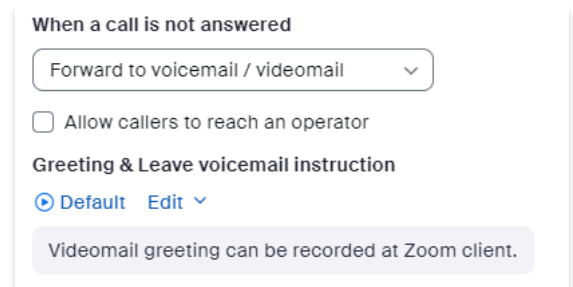 When a call is not answered
Forward to voicemail / videomail
Allow callers to reach an operator
Greeting & Leave voicemail instruction
Default Edit
Videomail greeting can be recorded at Zoom client.